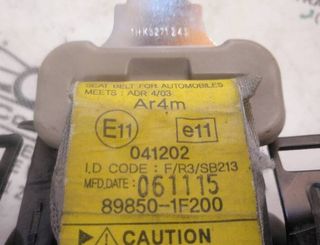 1HK3271243
SEAT BELT FOR AUTOMOBILES
MEETS : ADR 4/03
Ar4m
E11 e11
041202
I.D CODE : F/R3/SB213
MFD.DATE: 061115
89850-1F200
CAUTION